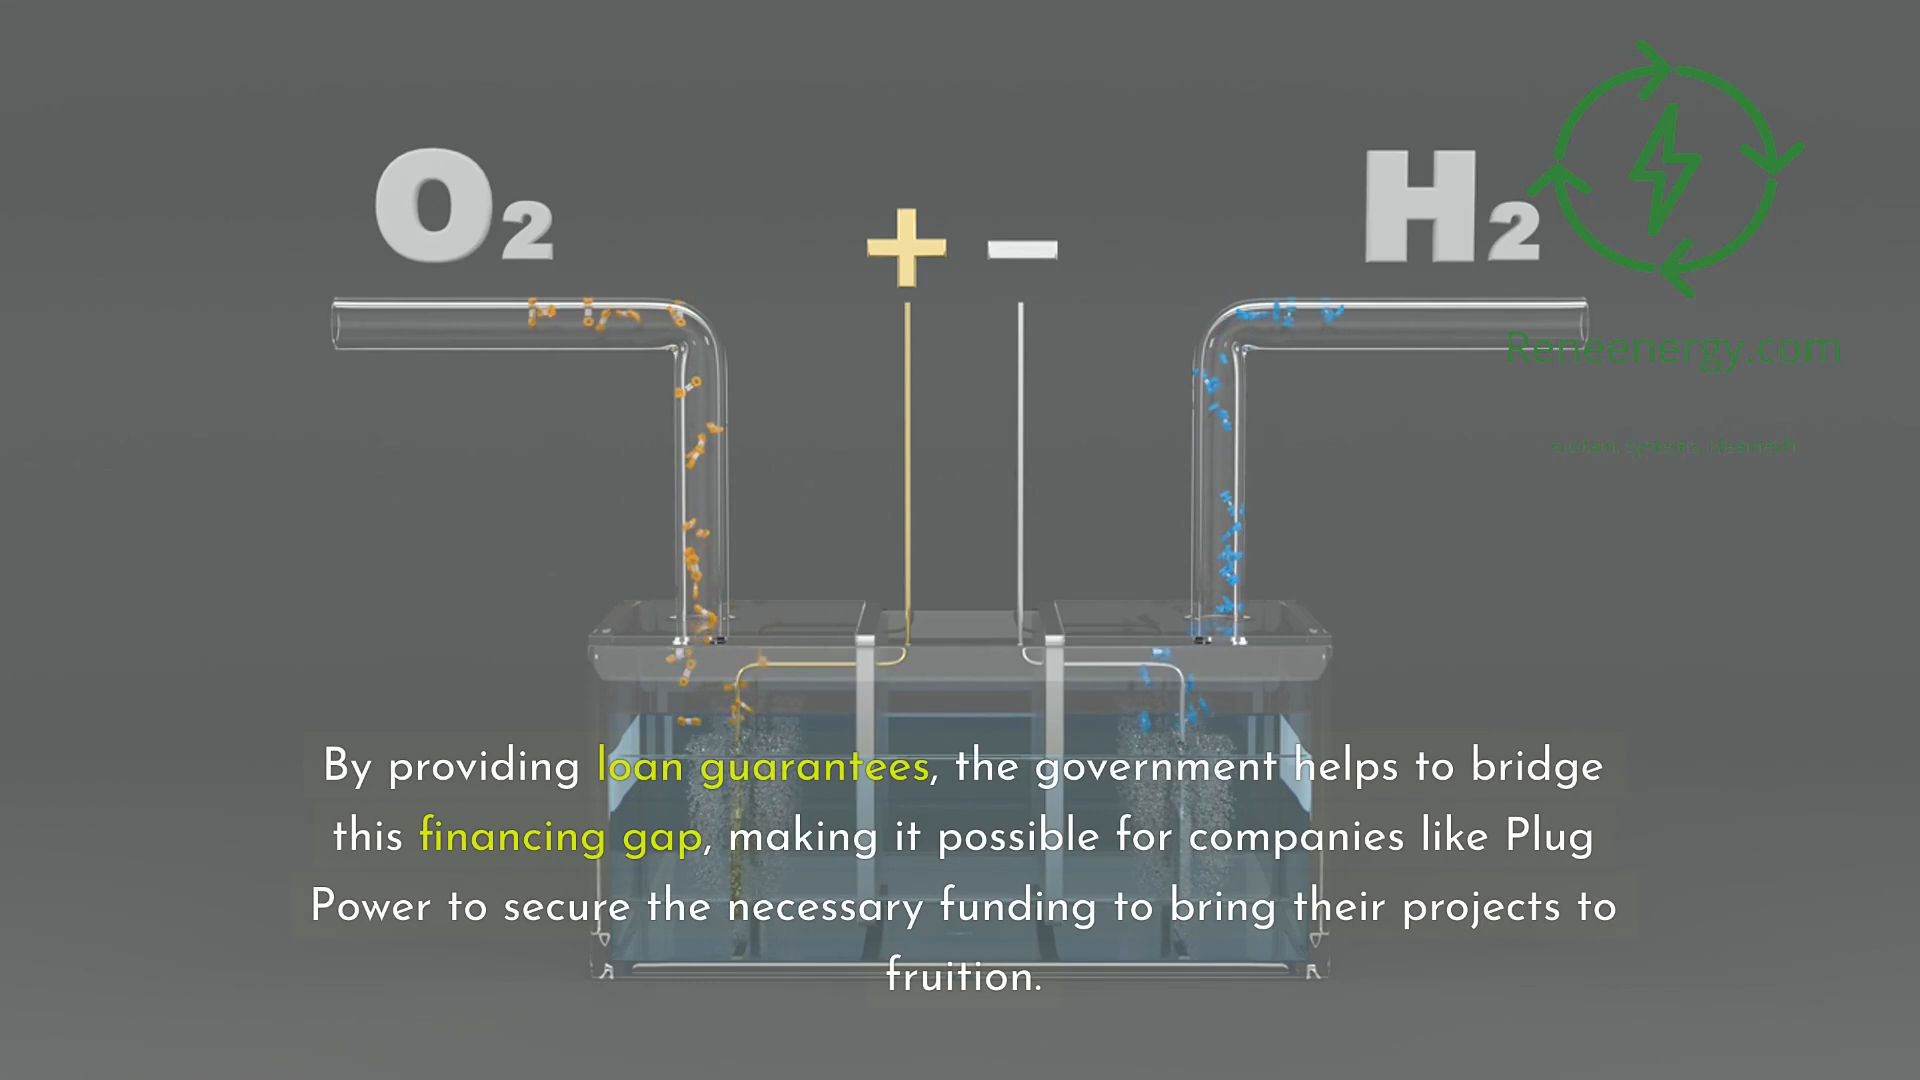 O2
+ −
H2
Reneenergy.com
By providing loan guarantees, the government helps to bridge
this financing gap, making it possible for companies like Plug
Power to secure the necessary funding to bring their projects to
fruition.